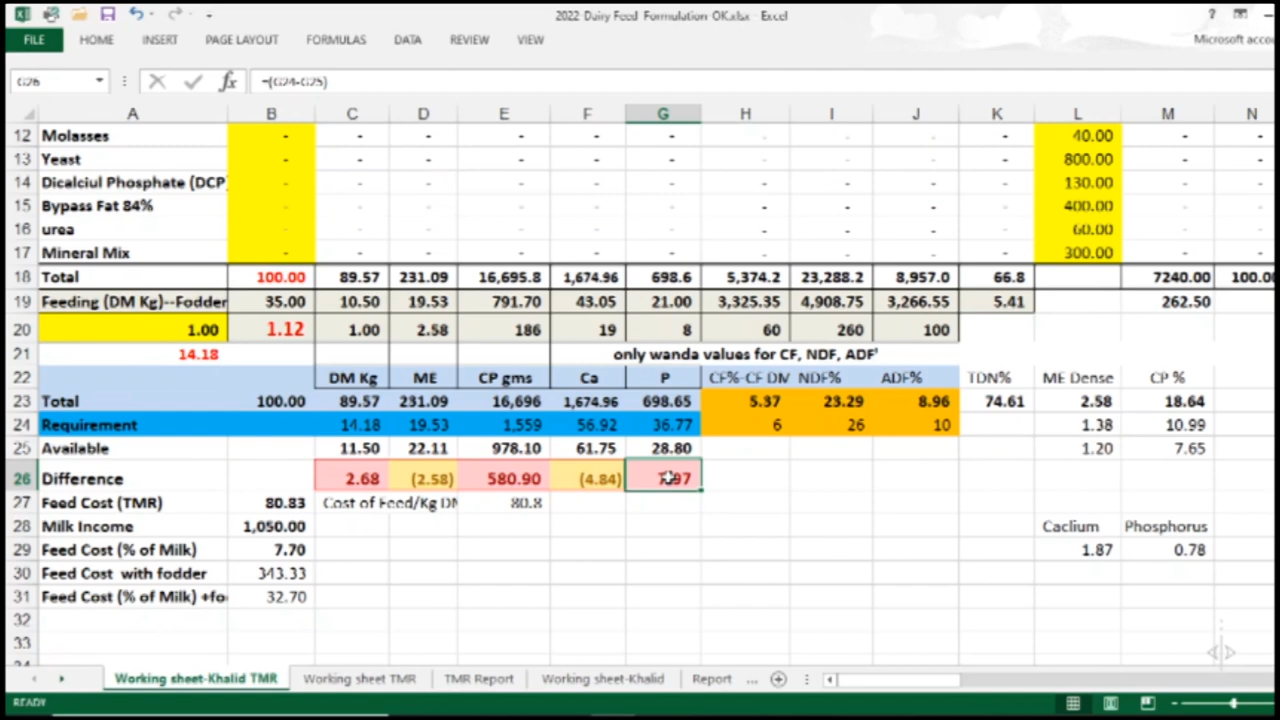 2022 Dairy Feed Formulation OK.xlsx - Excel
FILE HOME INSERT PAGE LAYOUT FORMULAS DATA REVIEW VIEW Microsoft accou
G26 fx =(G24-G25)
A B C D E F G H I J K L M N
12 Molasses - - - - - - - - - - 40.00 - -
13 Yeast - - - - - - - - - - 800.00 - -
14 Dicalciul Phosphate (DCP) - - - - - - - - - - 130.00 - -
15 Bypass Fat 84% - - - - - - - - - - 400.00 - -
16 urea - - - - - - - - - - 60.00 - -
17 Mineral Mix - - - - - - - - - - 300.00 - -
18 Total 100.00 89.57 231.09 16,695.8 1,674.96 698.6 5,374.2 23,288.2 8,957.0 66.8 7240.00 100.00
19 Feeding (DM Kg)--Fodder 35.00 10.50 19.53 791.70 43.05 21.00 3,325.35 4,908.75 3,266.55 5.41 262.50
20 1.00 1.12 1.00 2.58 186 19 8 60 260 100
21 14.18 only wanda values for CF, NDF, ADF'
22 DM Kg ME CP gms Ca P CF%-CF DM NDF% ADF% TDN% ME Dense CP %
23 Total 100.00 89.57 231.09 16,696 1,674.96 698.65 5.37 23.29 8.96 74.61 2.58 18.64
24 Requirement 14.18 19.53 1,559 56.92 36.77 6 26 10 1.38 10.99
25 Available 11.50 22.11 978.10 61.75 28.80 1.20 7.65
26 Difference 2.68 (2.58) 580.90 (4.84) 7.97
27 Feed Cost (TMR) 80.83 Cost of Feed/Kg DM 80.8
28 Milk Income 1,050.00 Caclium Phosphorus
29 Feed Cost (% of Milk) 7.70 1.87 0.78
30 Feed Cost with fodder 343.33
31 Feed Cost (% of Milk) +fo 32.70
32
33
Working sheet-Khalid TMR Working sheet TMR TMR Report Working sheet-Khalid Report ...
READY